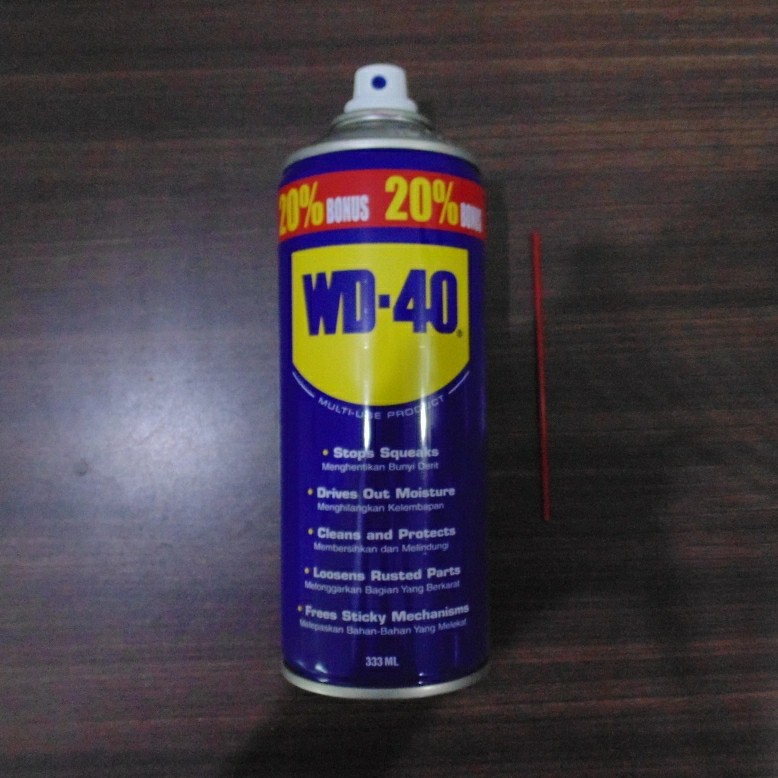 20% BONUS 20% BONUS
WD-40®
MULTI-USE PRODUCT
• Stops Squeaks
Menghentikan Bunyi Derit
• Drives Out Moisture
Menghilangkan Kelembapan
• Cleans and Protects
Membersihkan dan Melindungi
• Loosens Rusted Parts
Melonggarkan Bagian Yang Berkarat
• Frees Sticky Mechanisms
Melepaskan Bahan-Bahan Yang Melekat
333 ML